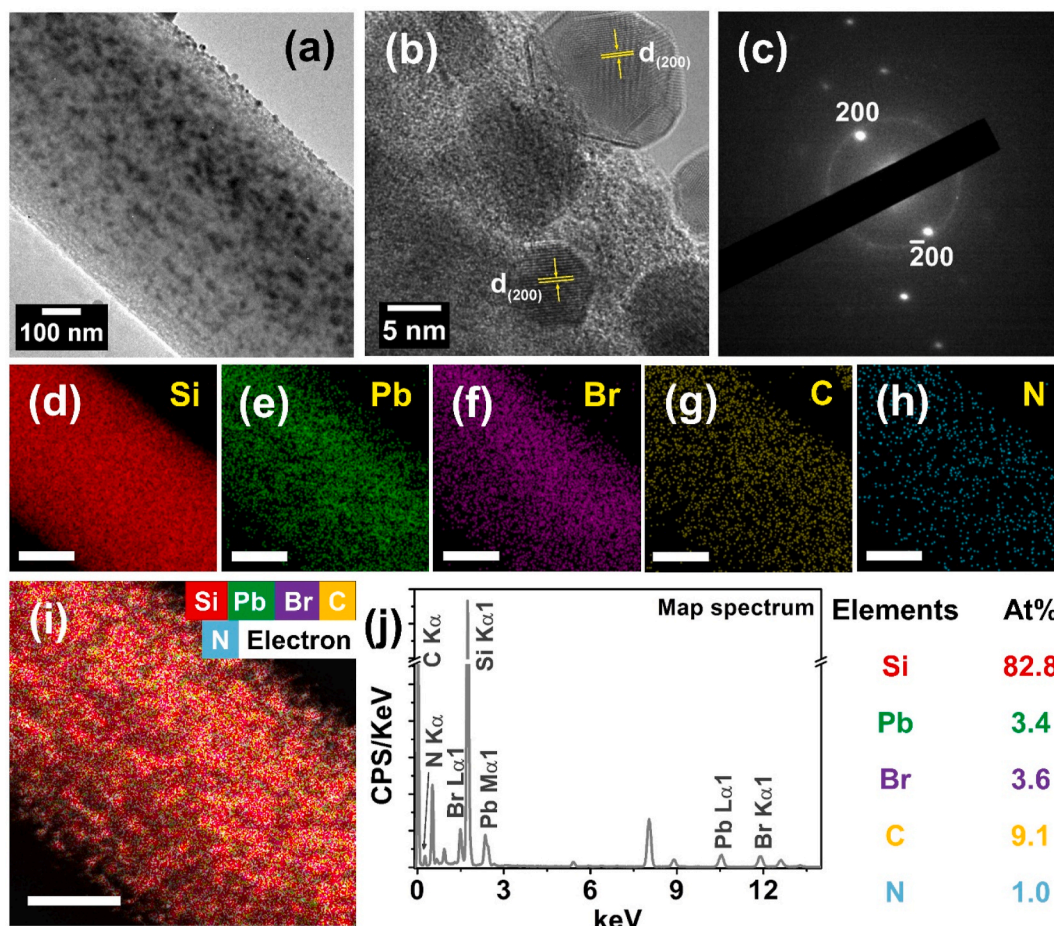 (a)
100 nm
(b)
d(200)
d(200)
5 nm
(c)
200
2̅00
(d) Si
(e) Pb
(f) Br
(g) C
(h) N
(i)
Si Pb Br C
N Electron
(j)
Map spectrum
CPS/KeV
C Kα
N Kα
Br Lα1
Si Kα1
Pb Mα1
Pb Lα1
Br Kα1
0 3 6 9 12
keV
Elements At%
Si 82.8
Pb 3.4
Br 3.6
C 9.1
N 1.0